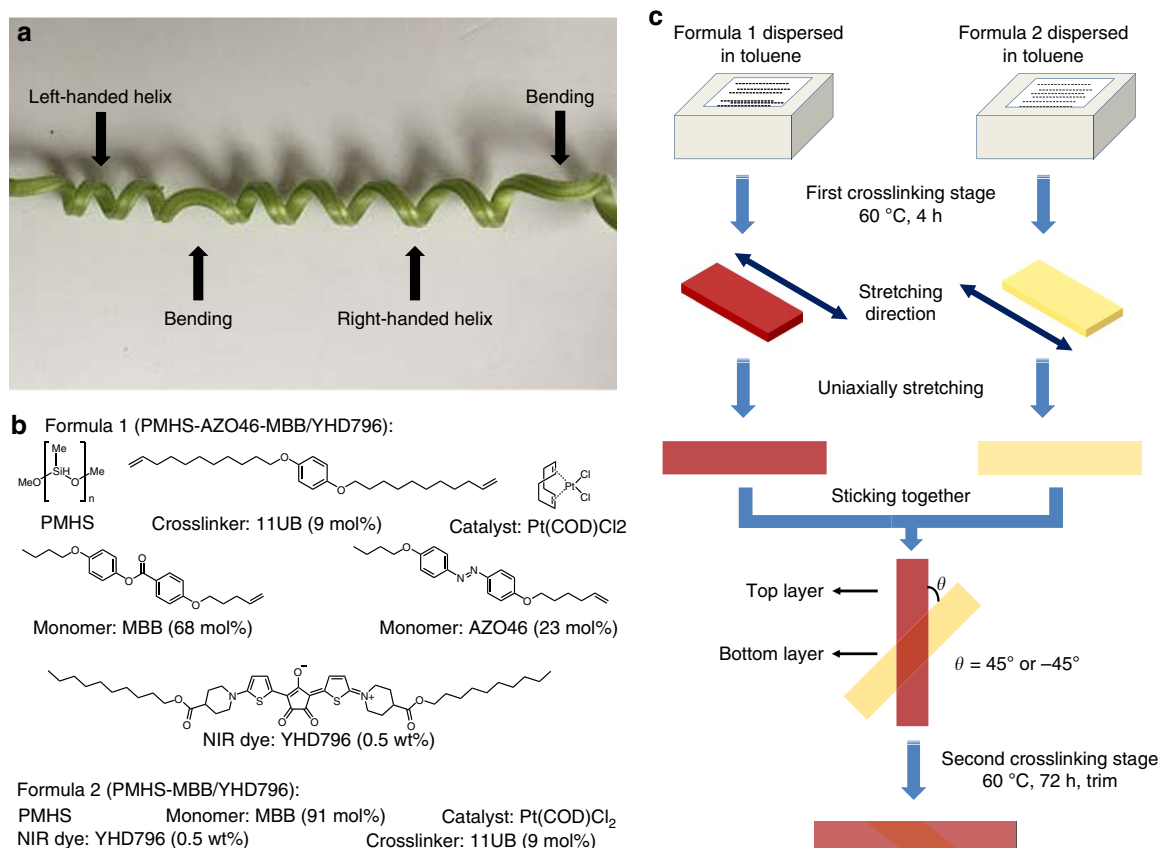 a
Left-handed helix
Bending
Bending
Right-handed helix
b
Formula 1 (PMHS-AZO46-MBB/YHD796):
Me
MeO
SiH
O
Me
n
O
O
Pt
Cl
Cl
PMHS
Crosslinker: 11UB (9 mol%)
Catalyst: Pt(COD)Cl2
O
O
O
O
O
N
N
O
Monomer: MBB (68 mol%)
Monomer: AZO46 (23 mol%)
O
O
N
S
O−
O
O
S
N+
O
O
NIR dye: YHD796 (0.5 wt%)
Formula 2 (PMHS-MBB/YHD796):
PMHS
Monomer: MBB (91 mol%)
Catalyst: Pt(COD)Cl₂
NIR dye: YHD796 (0.5 wt%)
Crosslinker: 11UB (9 mol%)
c
Formula 1 dispersed
in toluene
Formula 2 dispersed
in toluene
First crosslinking stage
60 °C, 4 h
Stretching
direction
Uniaxially stretching
Sticking together
Top layer
θ
Bottom layer
θ = 45° or –45°
Second crosslinking stage
60 °C, 72 h, trim